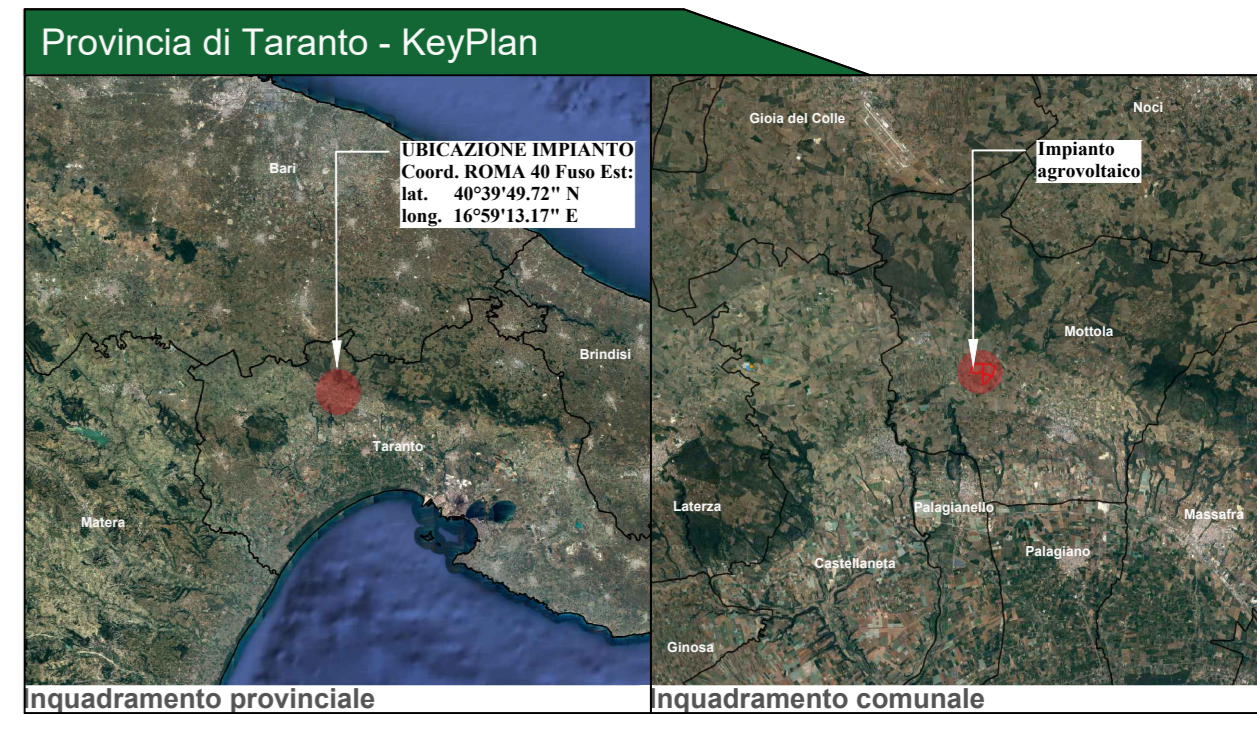 Provincia di Taranto - KeyPlan
Bari
UBICAZIONE IMPIANTO
Coord. ROMA 40 Fuso Est:
lat. 40°39'49.72" N
long. 16°59'13.17" E
Brindisi
Taranto
Matera
Inquadramento provinciale
Gioia del Colle
Noci
Impianto
agrovoltaico
Mottola
Laterza
Palagianello
Massafra
Palagiano
Castellaneta
Ginosa
Inquadramento comunale